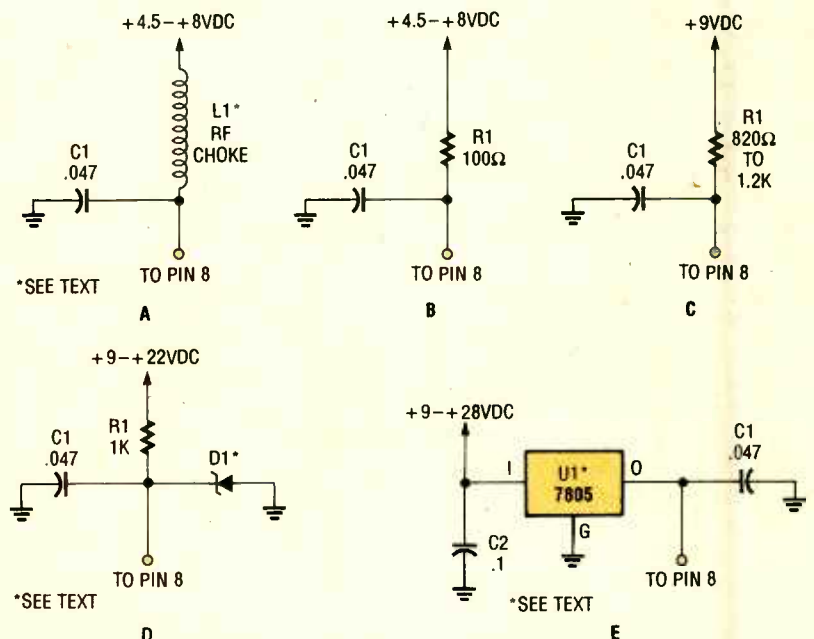 +4.5–+8VDC
L1*
RF
CHOKE
C1
.047
TO PIN 8
*SEE TEXT
A
+4.5–+8VDC
R1
100Ω
C1
.047
TO PIN 8
B
+9VDC
R1
820Ω
TO
1.2K
C1
.047
TO PIN 8
C
+9–+22VDC
R1
1K
C1
.047
D1*
TO PIN 8
*SEE TEXT
D
+9–+28VDC
I
U1*
7805
O
G
C1
.047
C2
.1
TO PIN 8
*SEE TEXT
E